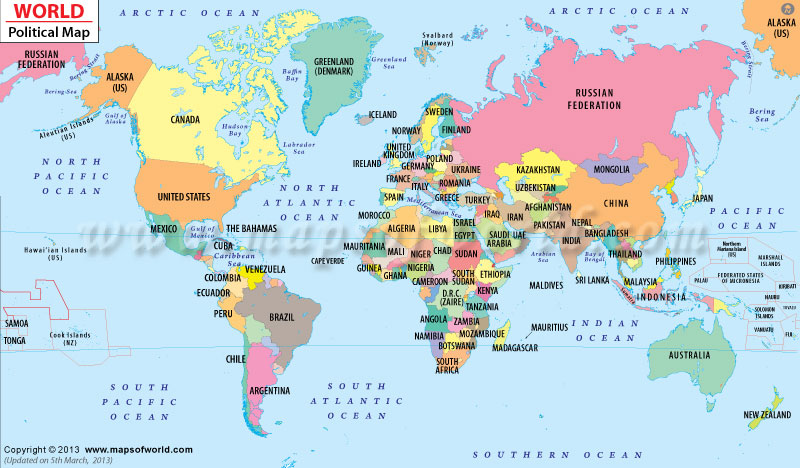 WORLD
Political Map
ARCTIC OCEAN
ARCTIC OCEAN
ALASKA
(US)
RUSSIAN
FEDERATION
Bering Strait
ALASKA
(US)
Bering-Sea
Gulf of
Alaska
Aleutian Islands
(US)
CANADA
Baffin
Bay
Hudson
Bay
Labrador
Sea
GREENLAND
(DENMARK)
Greenland
Sea
Svalbard
(Norway)
ICELAND
NORWAY
SWEDEN
FINLAND
RUSSIAN
FEDERATION
Bering Strait
Bering
Sea
UNITED
KINGDOM
IRELAND
POLAND
GERMANY
UKRAINE
FRANCE
ROMANIA
ITALY
SPAIN
GREECE
TURKEY
Mediterranean Sea
KAZAKHSTAN
UZBEKISTAN
MONGOLIA
CHINA
JAPAN
NORTH
PACIFIC
OCEAN
UNITED STATES
NORTH
ATLANTIC
OCEAN
PACIFIC
OCEAN
MOROCCO
ALGERIA
LIBYA
ISRAEL
EGYPT
IRAQ
IRAN
AFGHANISTAN
PAKISTAN
NEPAL
BANGLADESH
INDIA
SAUDI
ARABIA
UAE
MEXICO
Gulf of
Mexico
THE BAHAMAS
CUBA
Caribbean
Sea
Hawai'ian Islands
(US)
CAPE VERDE
MAURITANIA
MALI
NIGER
CHAD
SUDAN
GUINEA
GHANA
NIGERIA
CAMEROON
SOUTH
SUDAN
ETHIOPIA
KENYA
D.R.C.
(ZAIRE)
TANZANIA
Arabian
Sea
Bay of
Bengal
THAILAND
PHILIPPINES
Northern
Marianas Island
(US)
MARSHALL
ISLANDS
FEDERATED STATES
OF MICRONESIA
PALAU
KIRIBATI
NAURU
SOLOMON
ISLANDS
VANUATU
FIJI
MALDIVES
SRI LANKA
MALAYSIA
Sumatra
INDONESIA
VENEZUELA
COLOMBIA
ECUADOR
PERU
BRAZIL
CHILE
ARGENTINA
SAMOA
TONGA
Cook Islands
(NZ)
ANGOLA
ZAMBIA
MOZAMBIQUE
NAMIBIA
BOTSWANA
MADAGASCAR
MAURITIUS
SOUTH
AFRICA
INDIAN
OCEAN
AUSTRALIA
NEW ZEALAND
SOUTH
PACIFIC
OCEAN
SOUTH
ATLANTIC
OCEAN
SOUTHERN OCEAN
www.mapsofworld.com
Copyright © 2013 www.mapsofworld.com
(Updated on 5th March, 2013)